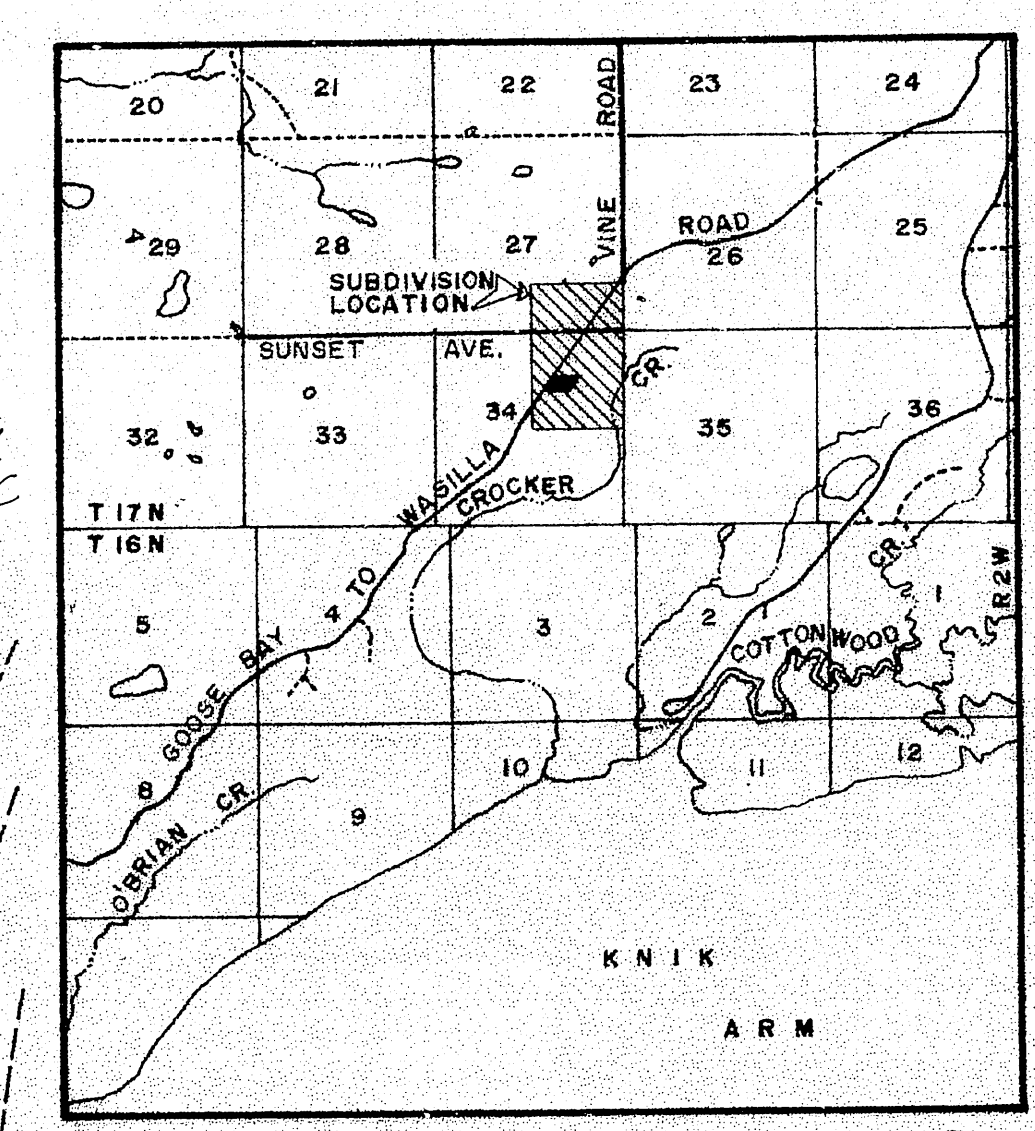 20 21 22 23 24
VINE ROAD
29 28 27 26 25
ROAD
SUBDIVISION
LOCATION
SUNSET AVE.
CR.
32 33 34 35 36
WASILLA
CROCKER
T 17 N
T 16 N
CR.
R 2 W
GOOSE BAY TO
5 4 3 2 1
COTTONWOOD
8 9 10 11 12
O'BRIAN CR.
KNIK
ARM